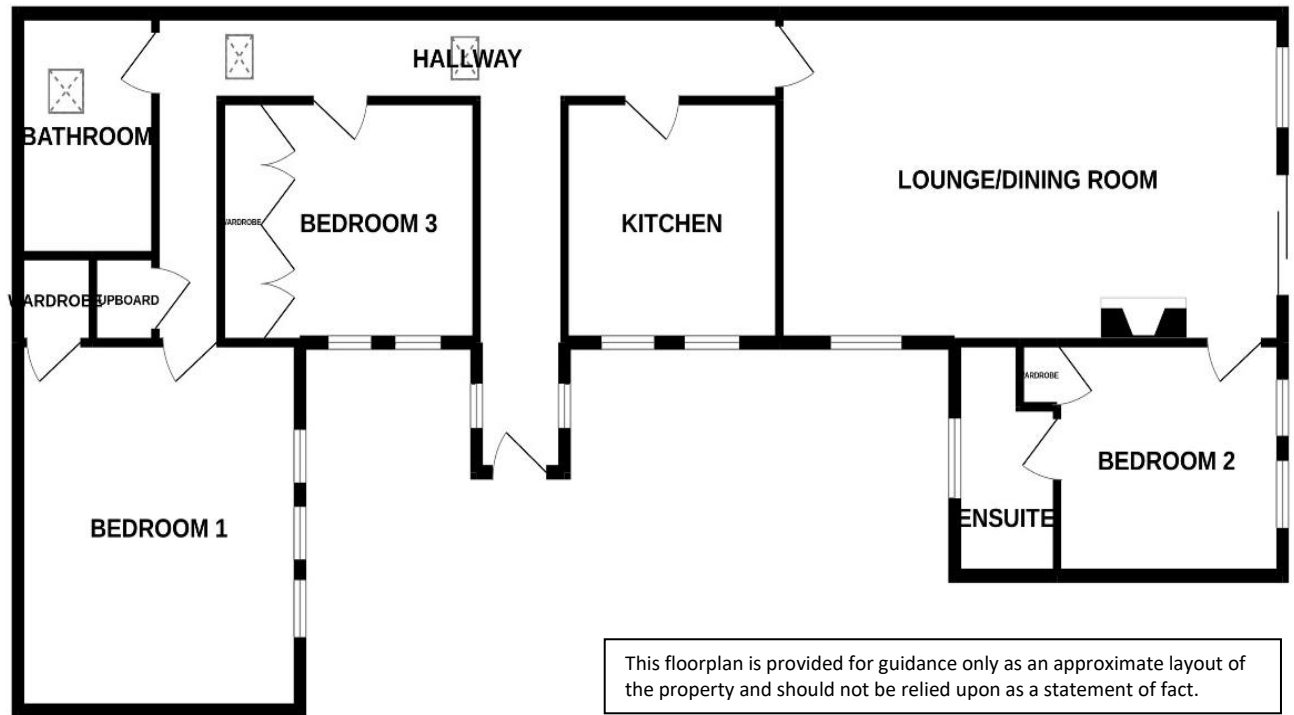 HALLWAY
BATHROOM
LOUNGE/DINING ROOM
WARDROBE
BEDROOM 3
KITCHEN
WARDROBE
UPBOARD
WARDROBE
BEDROOM 2
ENSUITE
BEDROOM 1
This floorplan is provided for guidance only as an approximate layout of
the property and should not be relied upon as a statement of fact.